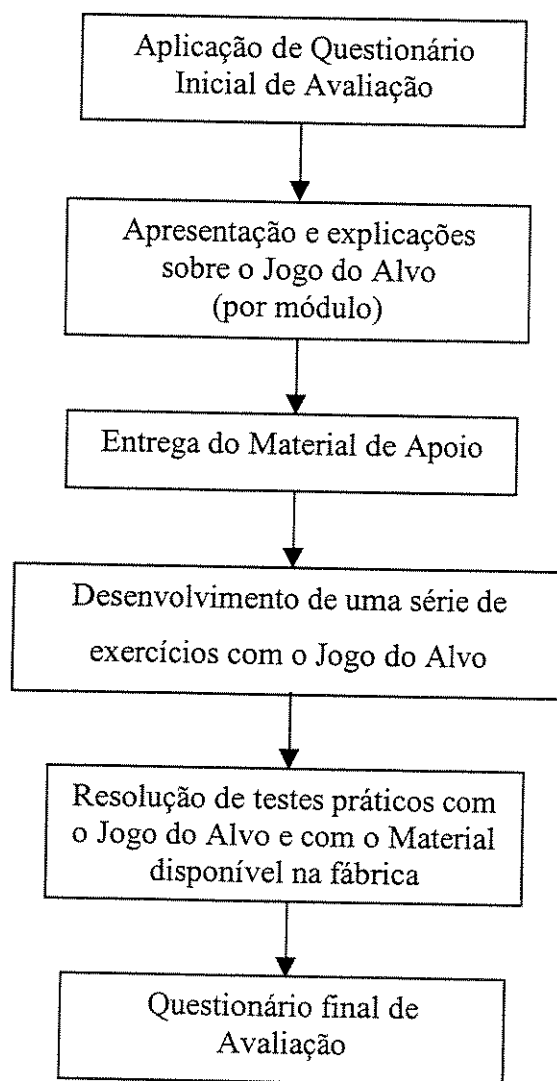 Aplicação de Questionário
Inicial de Avaliação
Apresentação e explicações
sobre o Jogo do Alvo
(por módulo)
Entrega do Material de Apoio
Desenvolvimento de uma série de
exercícios com o Jogo do Alvo
Resolução de testes práticos com
o Jogo do Alvo e com o Material
disponível na fábrica
Questionário final de
Avaliação